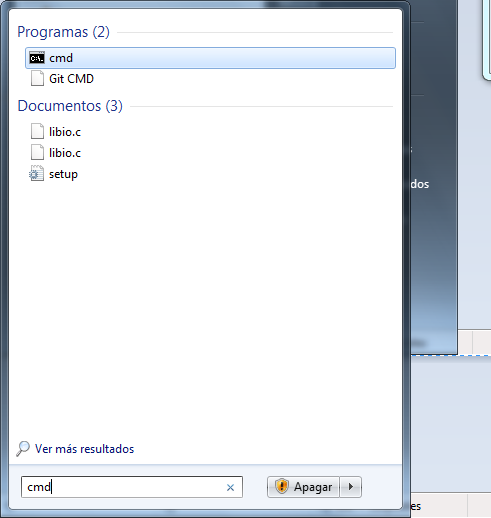 Programas (2)
cmd
Git CMD
Documentos (3)
libio.c
libio.c
setup
dos
Ver más resultados
cmd
Apagar
es